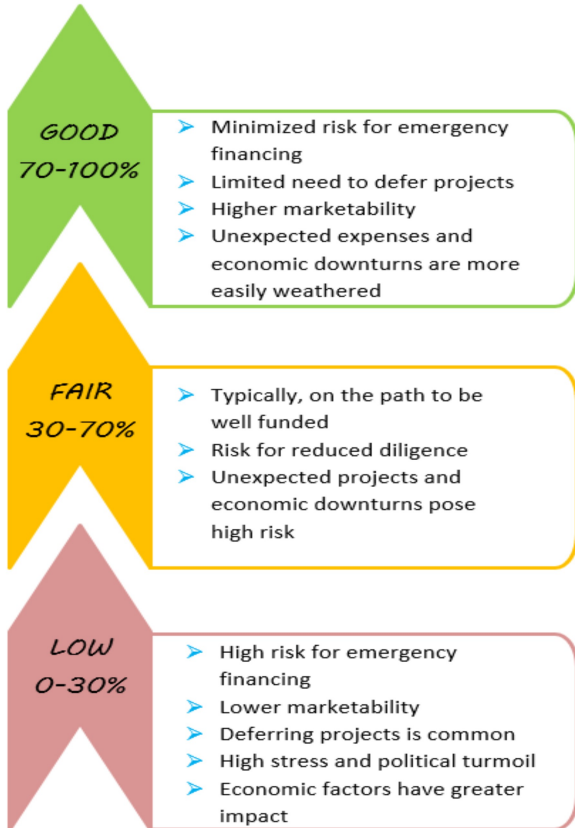 GOOD
70-100%
➢ Minimized risk for emergency
financing
➢ Limited need to defer projects
➢ Higher marketability
➢ Unexpected expenses and
economic downturns are more
easily weathered
FAIR
30-70%
➢ Typically, on the path to be
well funded
➢ Risk for reduced diligence
➢ Unexpected projects and
economic downturns pose
high risk
LOW
0-30%
➢ High risk for emergency
financing
➢ Lower marketability
➢ Deferring projects is common
➢ High stress and political turmoil
➢ Economic factors have greater
impact